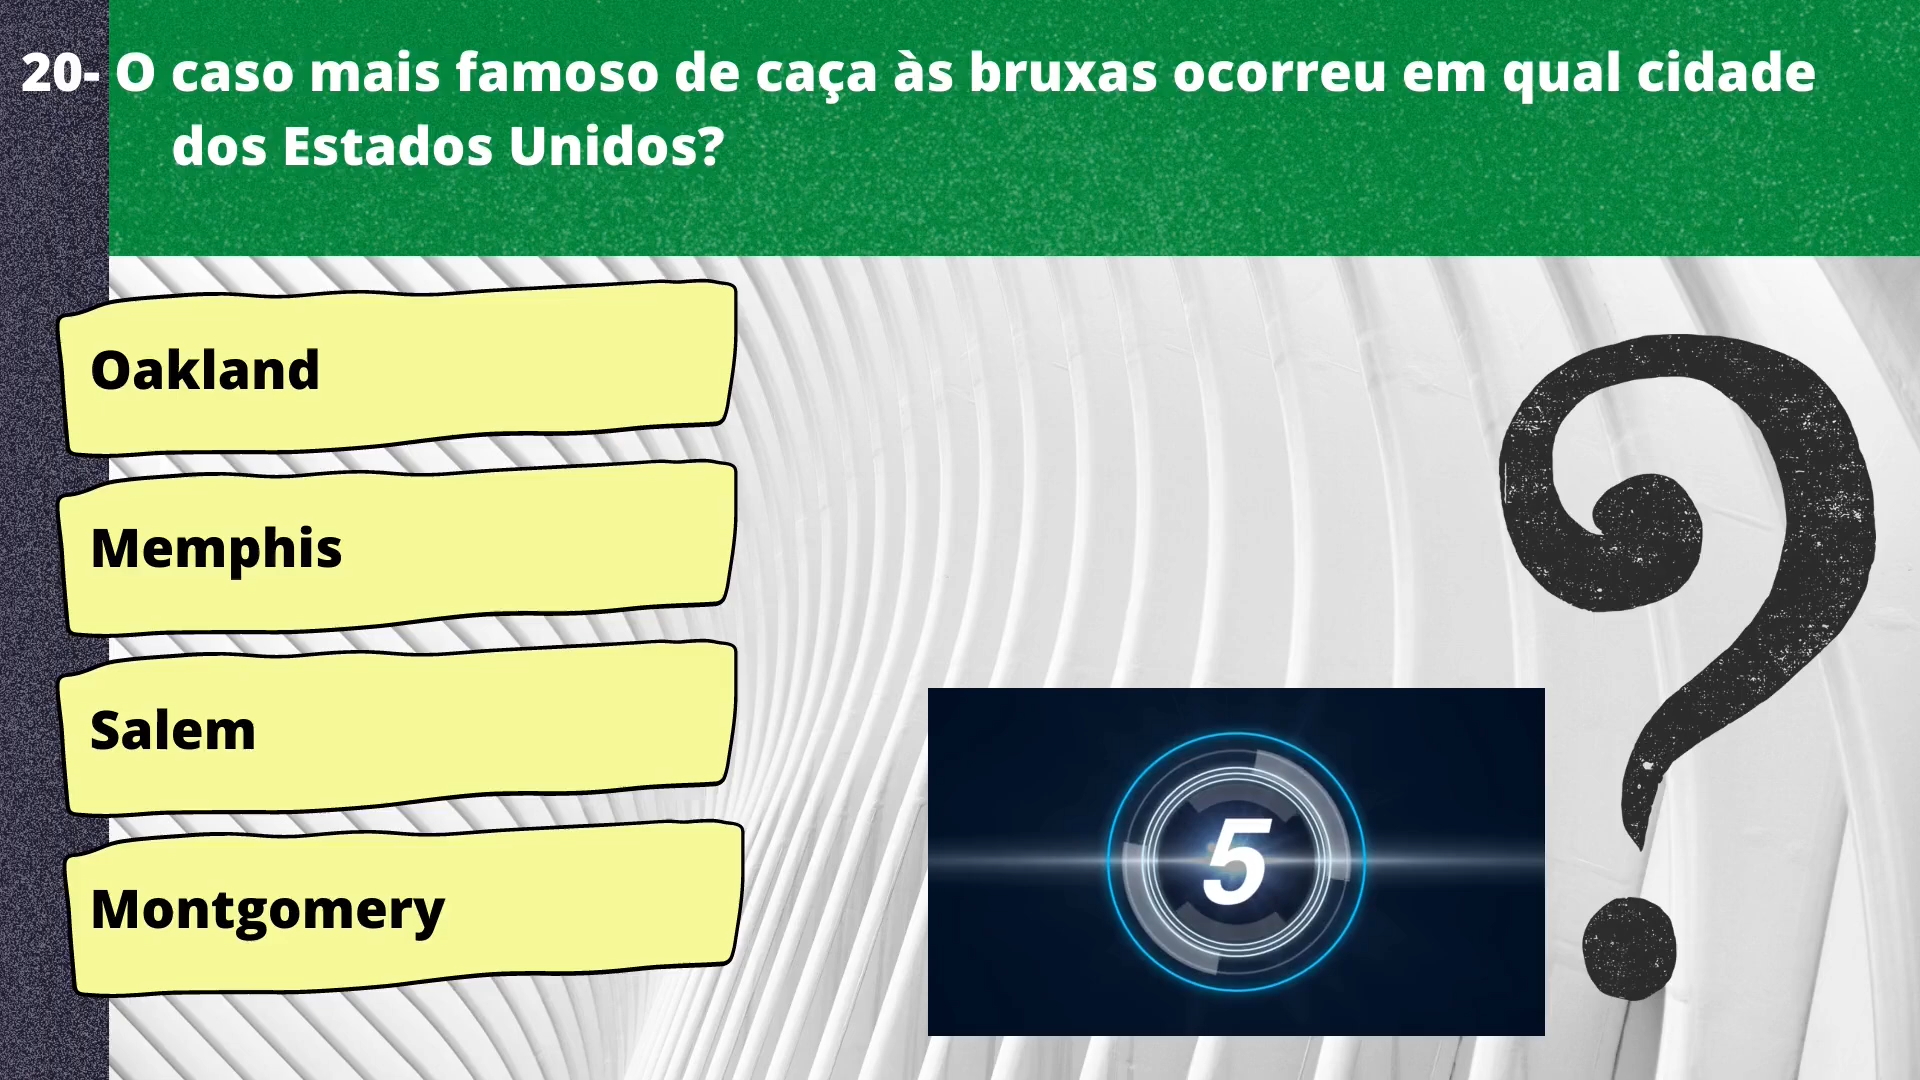 20- O caso mais famoso de caça às bruxas ocorreu em qual cidade
dos Estados Unidos?
Oakland
Memphis
Salem
Montgomery
5